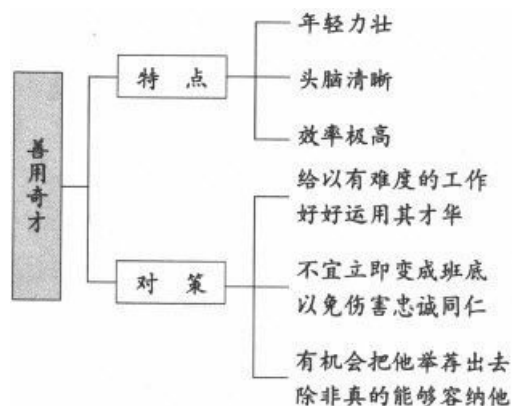 善用奇才
特点
年轻力壮
头脑清晰
效率极高
对策
给以有难度的工作
好好运用其才华
不宜立即变成班底
以免伤害忠诚同仁
有机会把他举荐出去
除非真的能够容纳他